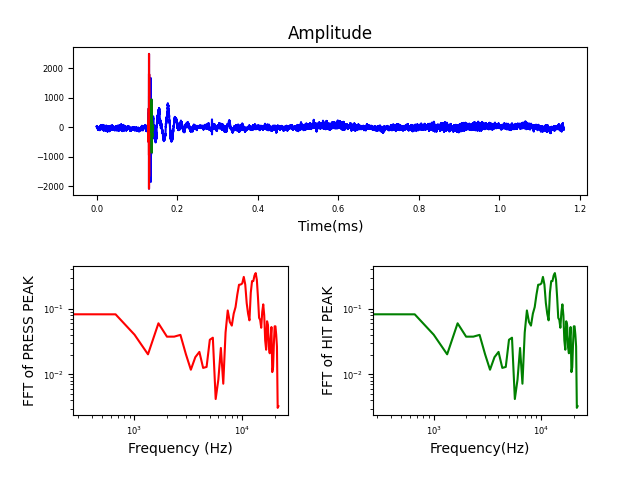 Amplitude
2000
1000
0
−1000
−2000
0.0 0.2 0.4 0.6 0.8 1.0 1.2
Time(ms)
FFT of PRESS PEAK
10⁻¹
10⁻²
10³ 10⁴
Frequency (Hz)
FFT of HIT PEAK
10⁻¹
10⁻²
10³ 10⁴
Frequency(Hz)